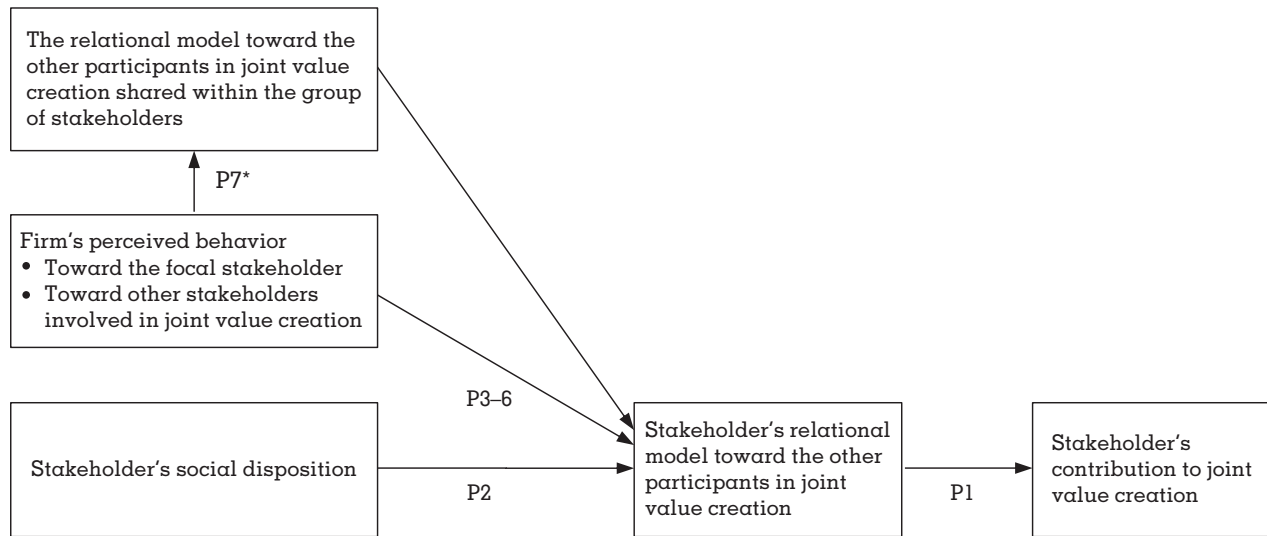 The relational model toward the
other participants in joint value
creation shared within the group
of stakeholders
P7*
Firm's perceived behavior
• Toward the focal stakeholder
• Toward other stakeholders
involved in joint value creation
P3–6
Stakeholder's social disposition
P2
Stakeholder's relational
model toward the other
participants in joint
value creation
P1
Stakeholder's
contribution to joint
value creation